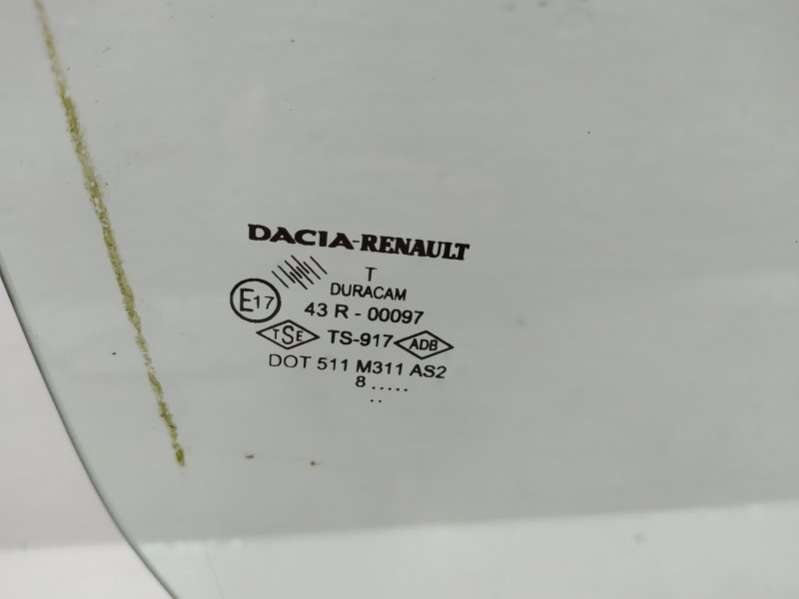 DACIA-RENAULT
T
DURACAM
E17 43 R - 00097
TSE TS-917 ADB
DOT 511 M311 AS2
8 .....
..